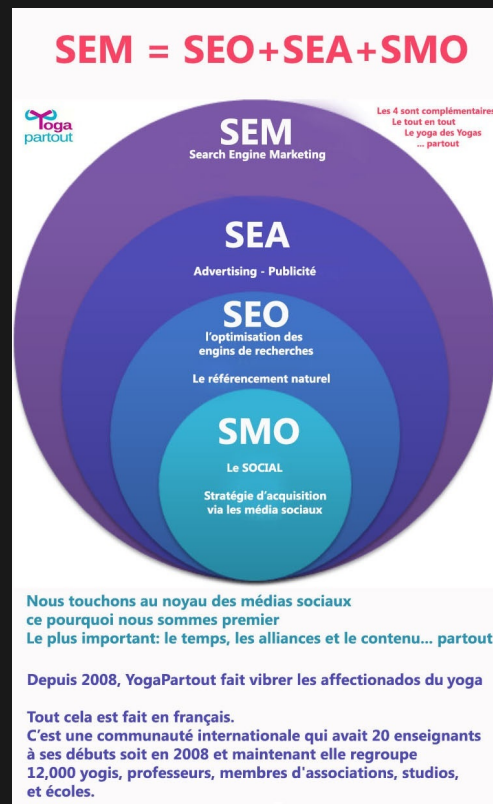 SEM = SEO+SEA+SMO
Yoga
partout
Les 4 sont complémentaires
Le tout en tout
Le yoga des Yogas
... partout
SEM
Search Engine Marketing
SEA
Advertising - Publicité
SEO
l'optimisation des
engins de recherches
Le référencement naturel
SMO
Le SOCIAL
Stratégie d'acquisition
via les média sociaux
Nous touchons au noyau des médias sociaux
ce pourquoi nous sommes premier
Le plus important: le temps, les alliances et le contenu... partout
Depuis 2008, YogaPartout fait vibrer les affectionados du yoga
Tout cela est fait en français.
C'est une communauté internationale qui avait 20 enseignants
à ses débuts soit en 2008 et maintenant elle regroupe
12,000 yogis, professeurs, membres d'associations, studios,
et écoles.